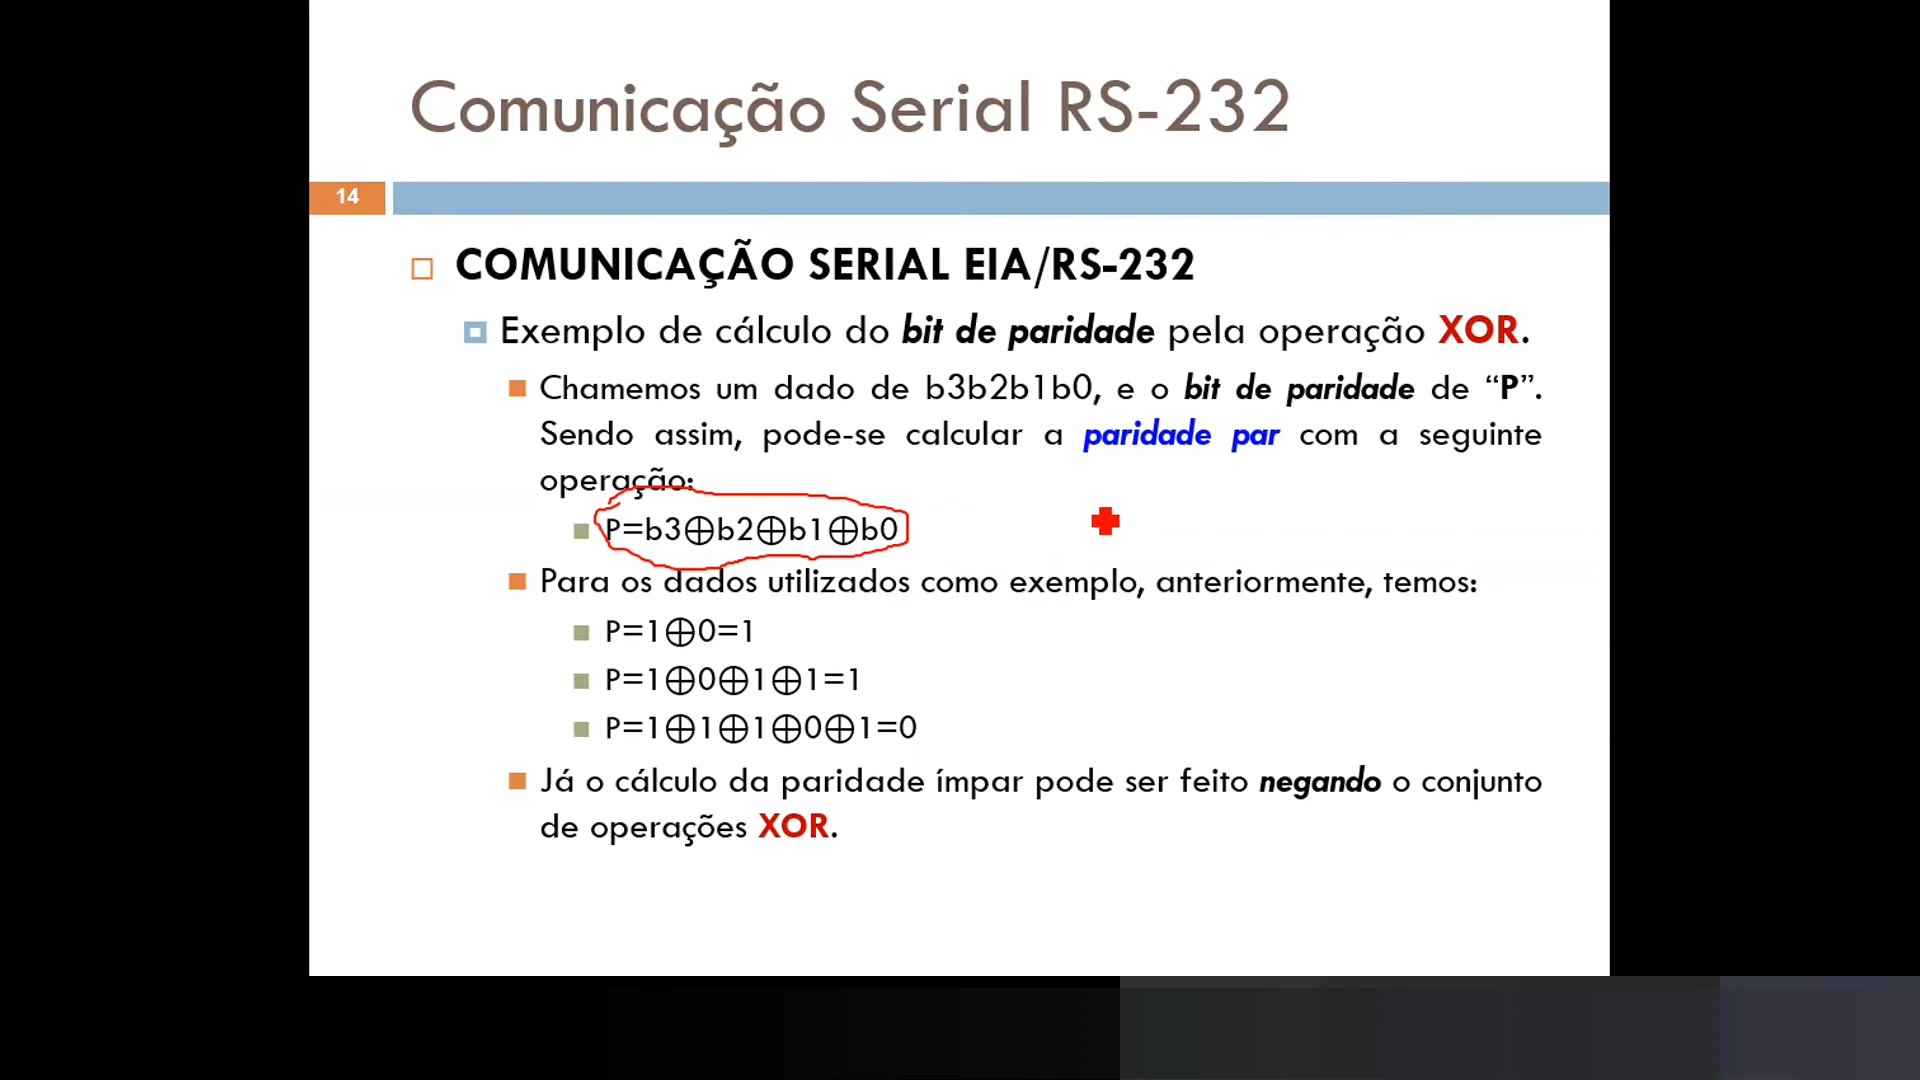 Comunicação Serial RS-232
14
COMUNICAÇÃO SERIAL EIA/RS-232
Exemplo de cálculo do bit de paridade pela operação XOR.
Chamemos um dado de b3b2b1b0, e o bit de paridade de “P”.
Sendo assim, pode-se calcular a paridade par com a seguinte
operação:
P=b3⊕b2⊕b1⊕b0
Para os dados utilizados como exemplo, anteriormente, temos:
P=1⊕0=1
P=1⊕0⊕1⊕1=1
P=1⊕1⊕1⊕0⊕1=0
Já o cálculo da paridade ímpar pode ser feito negando o conjunto
de operações XOR.